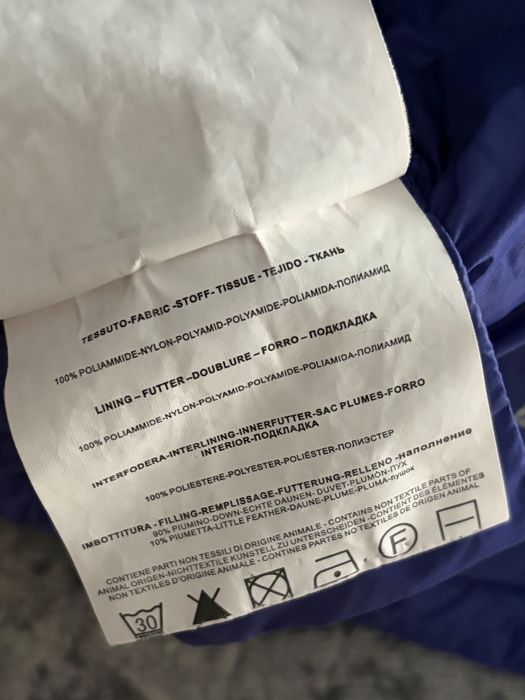 TESSUTO-FABRIC -STOFF- TISSUE - TEJIDO - ТКАНЬ
100% POLIAMMIDE-NYLON-POLYAMID-POLYAMIDE-POLIAMIDA-ПОЛИАМИД
LINING – FUTTER –DOUBLURE – FORRO – ПОДКЛАДКА
100% POLIAMMIDE-NYLON-POLYAMID-POLYAMIDE-POLIAMIDA-ПОЛИАМИД
INTERFODERA-INTERLINING-INNERFUTTER-SAC PLUMES-FORRO
INTERIOR-ПОДКЛАДКА
100% POLIESTERE-POLYESTER-POLIÉSTER-ПОЛИЭСТЕР
IMBOTTITURA - FILLING-REMPLISSAGE-FUTTERUNG-RELLENO -наполнение
90% PIUMINO-DOWN-ECHTE DAUNEN- DUVET-PLUMON-ПУХ
10% PIUMETTA-LITTLE FEATHER-DAUNE-PLUME-PLUMA-пушок
CONTIENE PARTI NON TESSILI DI ORIGINE ANIMALE - CONTAINS NON TEXTILE PARTS OF
ANIMAL ORIGEN-NICHTTEXTILE KÜNSTELL ZU UNTERSCHEIDEN -CONTIENT DES ÉLÉMENTES
NON TEXTILES D'ORIGINE ANIMALE - CONTINES PARTES NO TEXTILES DE ORIGEN ANIMAL
30 F